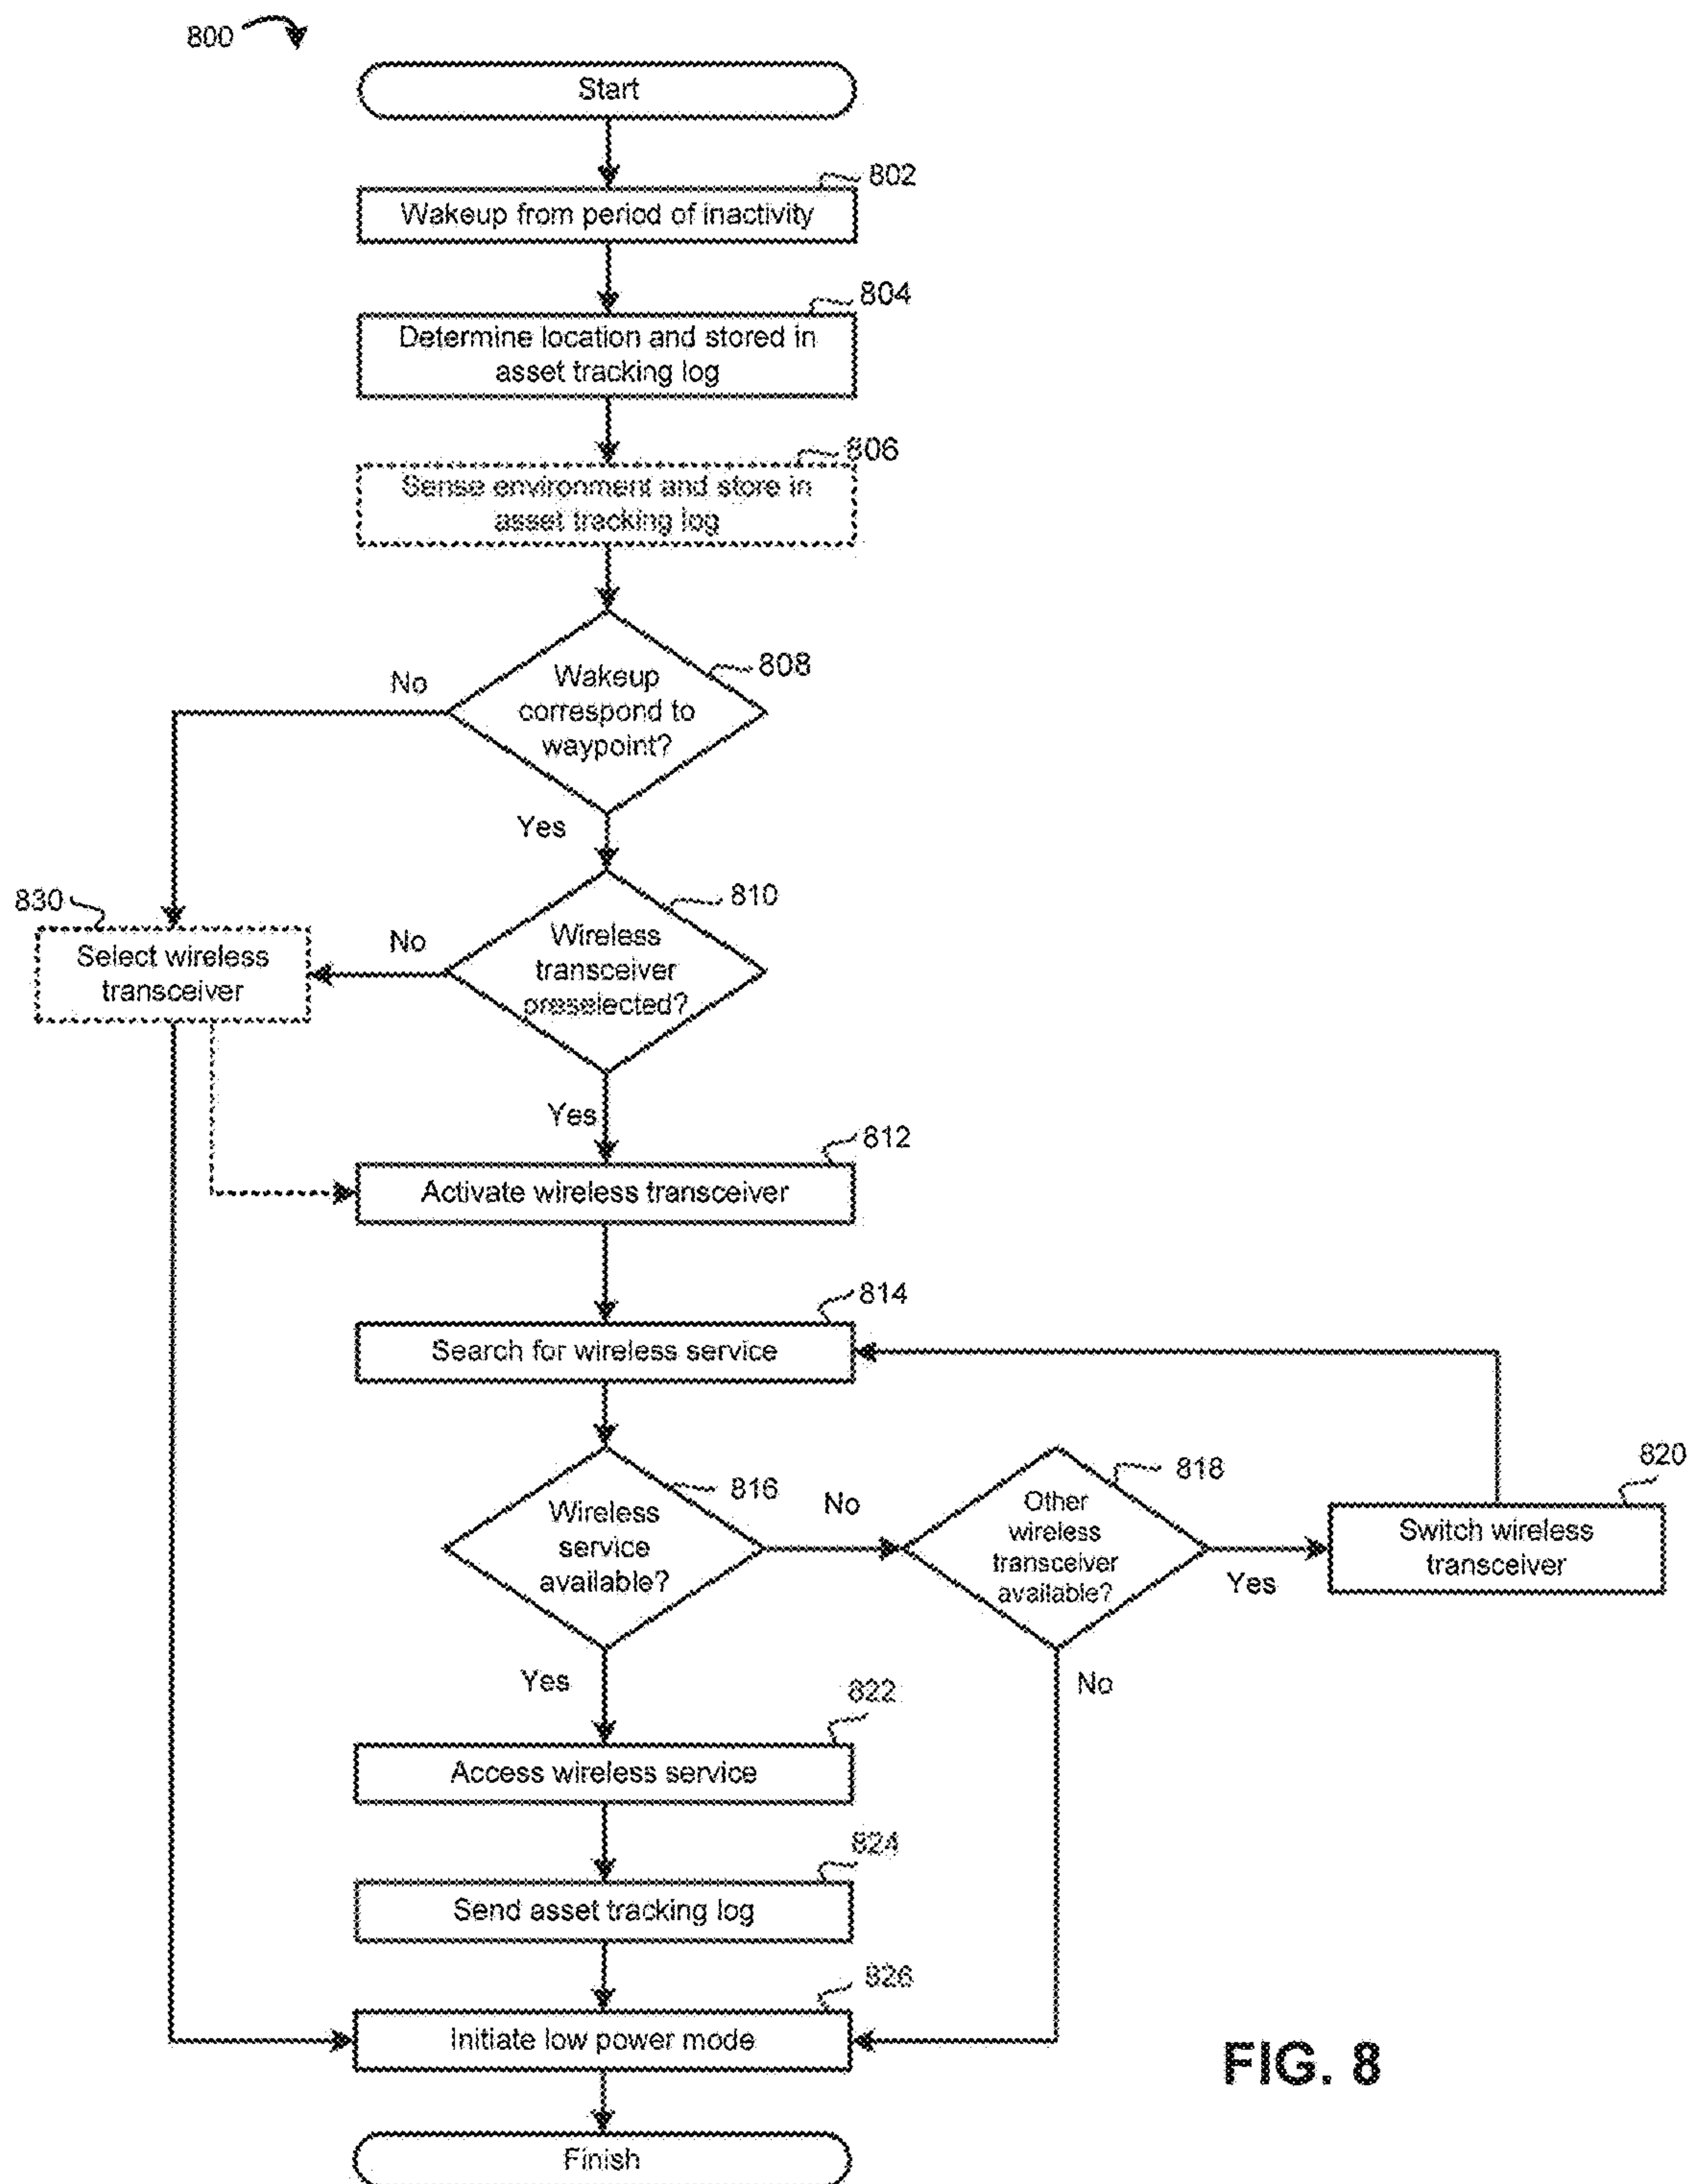 800
Start
802
Wakeup from period of inactivity
804
Determine location and stored in
asset tracking log
806
Sense environment and store in
asset tracking log
808
Wakeup
correspond to
waypoint?
No
Yes
810
Wireless
transceiver
preselected?
No
830
Select wireless
transceiver
Yes
812
Activate wireless transceiver
814
Search for wireless service
816
Wireless
service
available?
No
818
Other
wireless
transceiver
available?
Yes
820
Switch wireless
transceiver
Yes
No
822
Access wireless service
824
Send asset tracking log
826
Initiate low power mode
FIG. 8
Finish